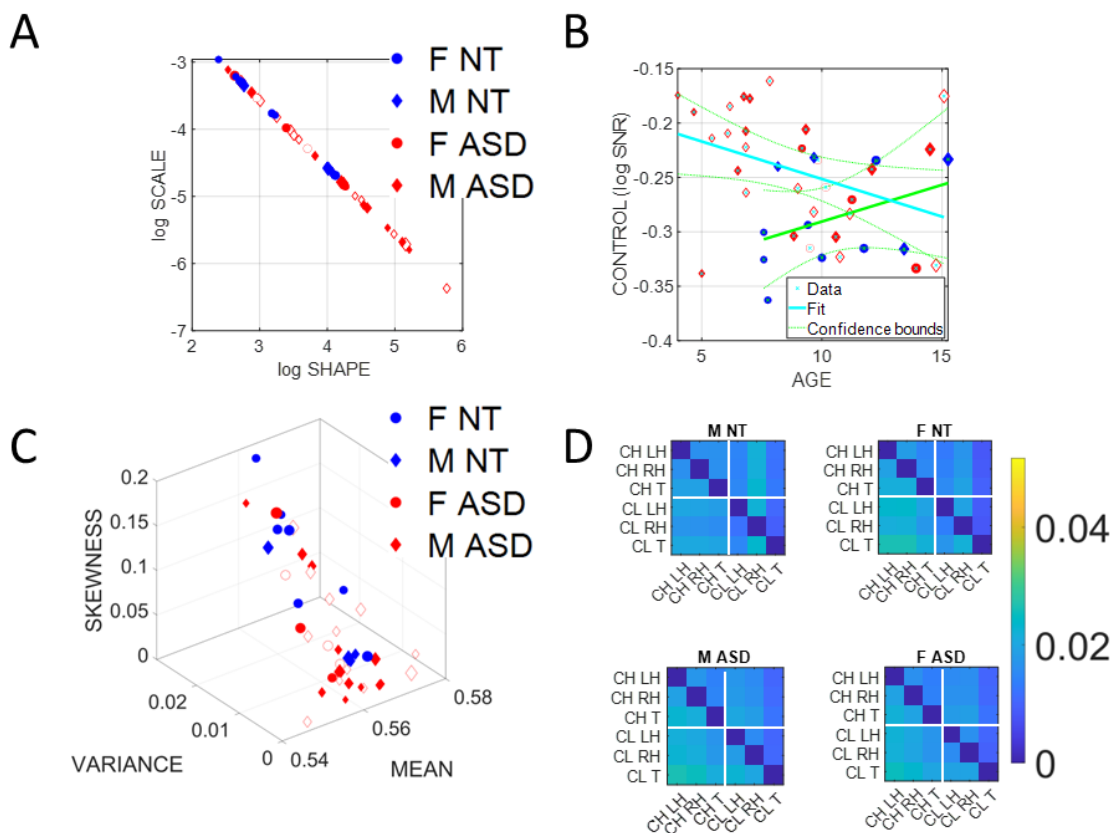 A
-3
-4
-5
-6
-7
2
3
4
5
6
log SCALE
log SHAPE
F NT
M NT
F ASD
M ASD
B
-0.15
-0.2
-0.25
-0.3
-0.35
-0.4
5
10
15
CONTROL (log SNR)
AGE
Data
Fit
Confidence bounds
C
0.2
0.15
0.1
0.05
0
SKEWNESS
0.02
0.01
0
VARIANCE
0.54
0.56
0.58
MEAN
F NT
M NT
F ASD
M ASD
D
M NT
CH LH
CH RH
CH T
CL LH
CL RH
CL T
CH LH
CH RH
CH T
CL LH
CL RH
CL T
F NT
CH LH
CH RH
CH T
CL LH
CL RH
CL T
CH LH
CH RH
CH T
CL LH
CL RH
CL T
M ASD
CH LH
CH RH
CH T
CL LH
CL RH
CL T
CH LH
CH RH
CH T
CL LH
CL RH
CL T
F ASD
CH LH
CH RH
CH T
CL LH
CL RH
CL T
CH LH
CH RH
CH T
CL LH
CL RH
CL T
0.04
0.02
0